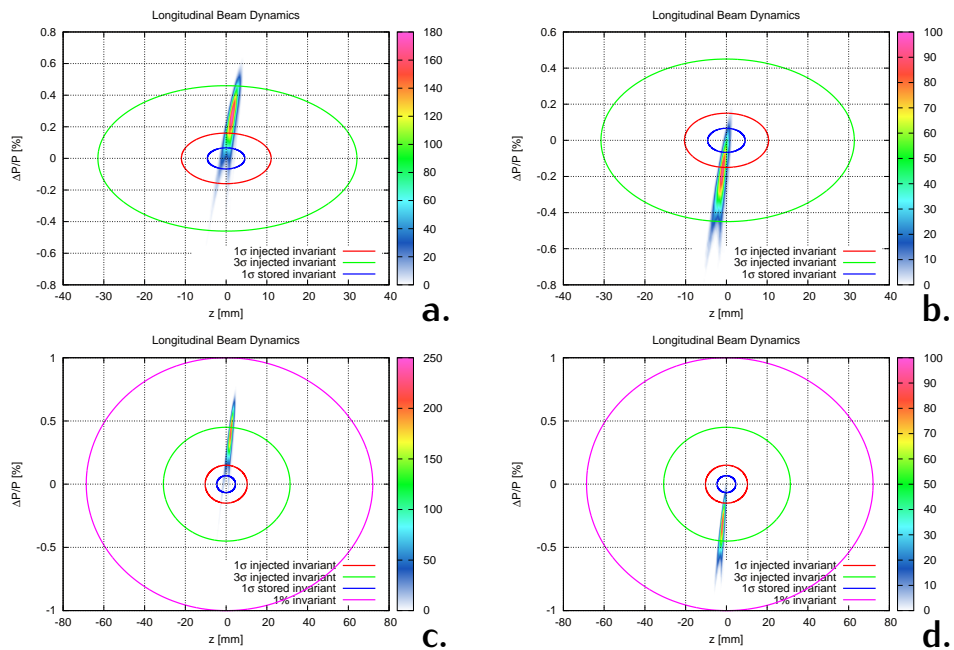 Longitudinal Beam Dynamics
0.8
0.6
0.4
0.2
0
-0.2
-0.4
-0.6
-0.8
ΔP/P [%]
-40 -30 -20 -10 0 10 20 30 40
z [mm]
1σ injected invariant
3σ injected invariant
1σ stored invariant
180
160
140
120
100
80
60
40
20
0
a.
Longitudinal Beam Dynamics
0.6
0.4
0.2
0
-0.2
-0.4
-0.6
-0.8
ΔP/P [%]
-40 -30 -20 -10 0 10 20 30 40
z [mm]
1σ injected invariant
3σ injected invariant
1σ stored invariant
100
90
80
70
60
50
40
30
20
10
0
b.
Longitudinal Beam Dynamics
1
0.5
0
-0.5
-1
ΔP/P [%]
-80 -60 -40 -20 0 20 40 60 80
z [mm]
1σ injected invariant
3σ injected invariant
1σ stored invariant
1% invariant
250
200
150
100
50
0
c.
Longitudinal Beam Dynamics
1
0.5
0
-0.5
-1
ΔP/P [%]
-80 -60 -40 -20 0 20 40 60 80
z [mm]
1σ injected invariant
3σ injected invariant
1σ stored invariant
1% invariant
100
90
80
70
60
50
40
30
20
10
0
d.